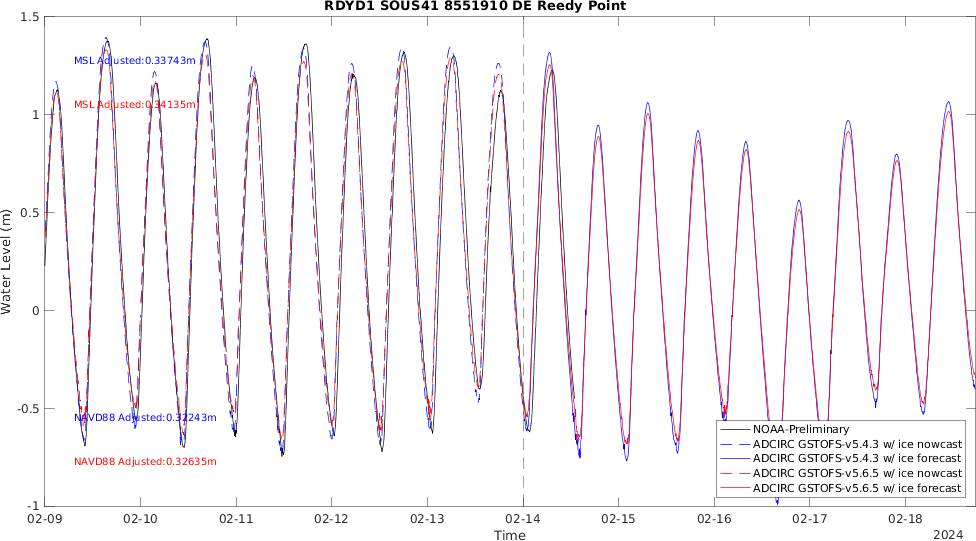 RDYD1 SOUS41 8551910 DE Reedy Point
1.5
1
0.5
0
-0.5
-1
Water Level (m)
MSL Adjusted:0.33743m
MSL Adjusted:0.34135m
NAVD88 Adjusted:0.32243m
NAVD88 Adjusted:0.32635m
NOAA-Preliminary
ADCIRC GSTOFS-v5.4.3 w/ ice nowcast
ADCIRC GSTOFS-v5.4.3 w/ ice forecast
ADCIRC GSTOFS-v5.6.5 w/ ice nowcast
ADCIRC GSTOFS-v5.6.5 w/ ice forecast
02-09 02-10 02-11 02-12 02-13 02-14 02-15 02-16 02-17 02-18
Time
2024